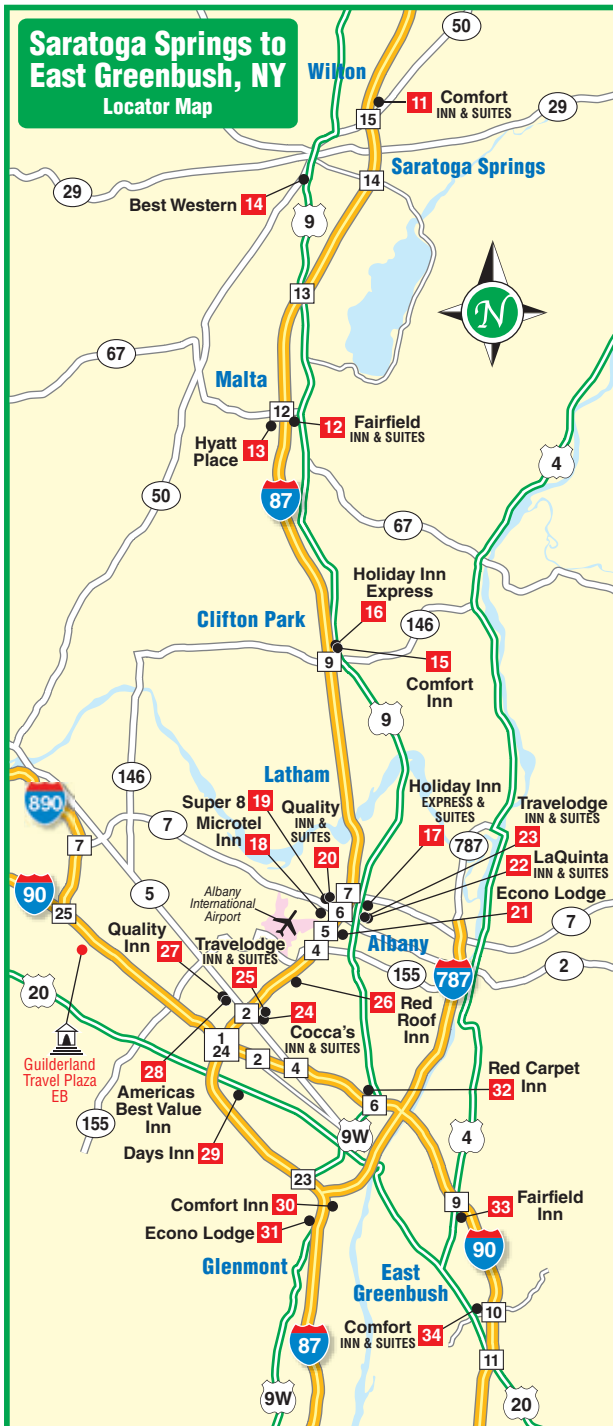 Saratoga Springs to
East Greenbush, NY
Locator Map
50
Wilton
11 Comfort
INN & SUITES
15
29
29
Saratoga Springs
14
Best Western 14
9
N
13
67
Malta
12
12 Fairfield
INN & SUITES
Hyatt
Place 13
4
87
50
67
Holiday Inn
Express
16
Clifton Park
146
15
9
Comfort
Inn
9
Latham
146
890
Super 8 19
Quality
INN &
SUITES
20
Microtel
Inn 18
Holiday Inn
EXPRESS &
SUITES
17
Travelodge
INN & SUITES
23
787
22 LaQuinta
INN & SUITES
Econo Lodge
21
7
7
90
5
25
7
6
5
4
Albany
International
Airport
Albany
7
2
155
787
Quality
Inn
27
Travelodge
INN & SUITES
25
20
2
24
Cocca's
INN & SUITES
26 Red
Roof
Inn
1
24
2
4
Guilderland
Travel Plaza
EB
28
Americas
Best Value
Inn
155
Days Inn 29
Red Carpet
Inn
32
6
9W
4
23
Comfort Inn 30
Econo Lodge 31
9
33 Fairfield
Inn
90
Glenmont
East
Greenbush
Comfort
INN & SUITES 34
10
87
11
9W
20